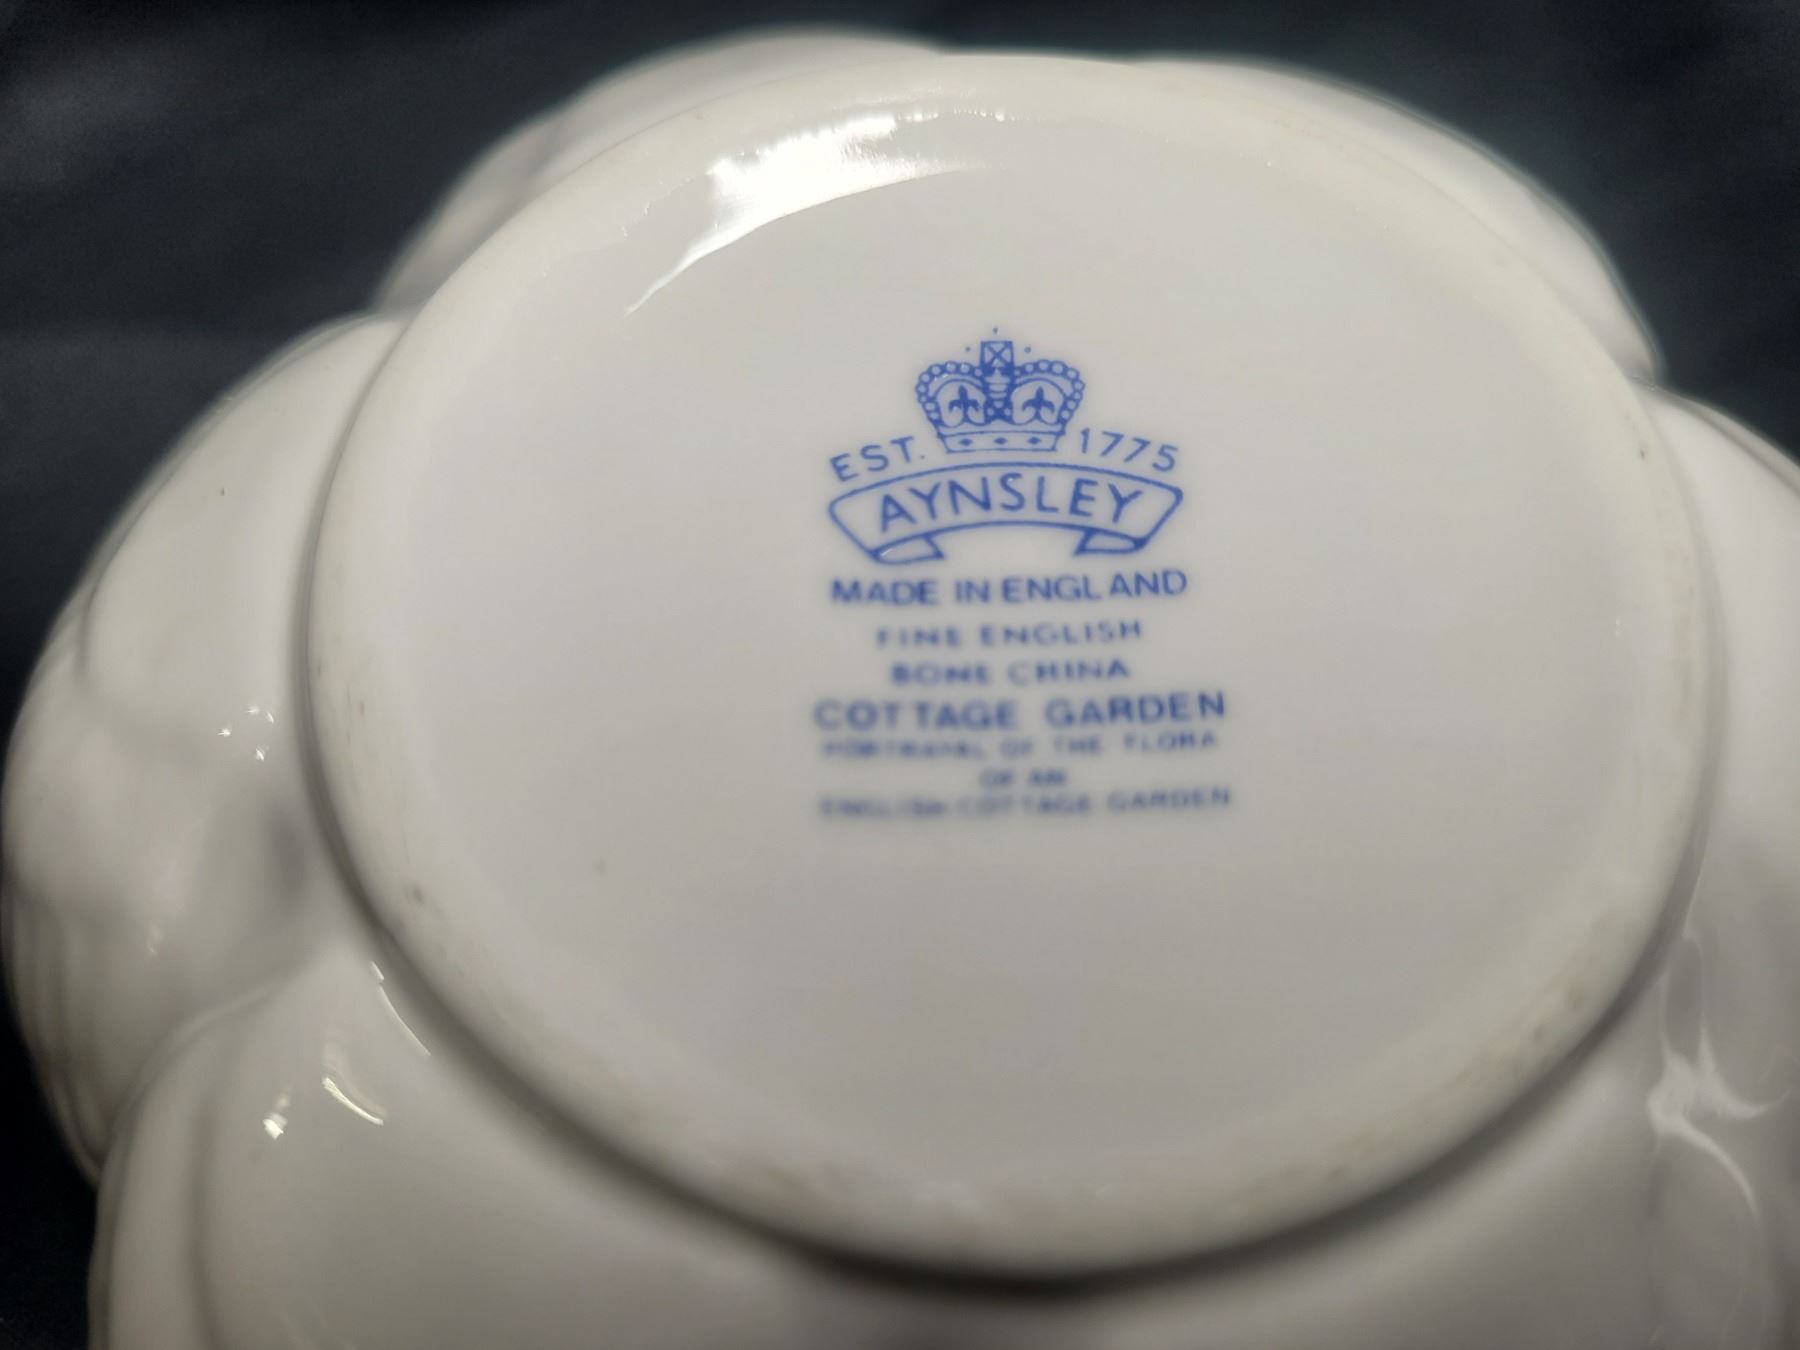 EST. 1775
AYNSLEY
MADE IN ENGLAND
FINE ENGLISH
BONE CHINA
COTTAGE GARDEN
PORTRAYAL OF THE FLORA
OF AN
ENGLISH COTTAGE GARDEN